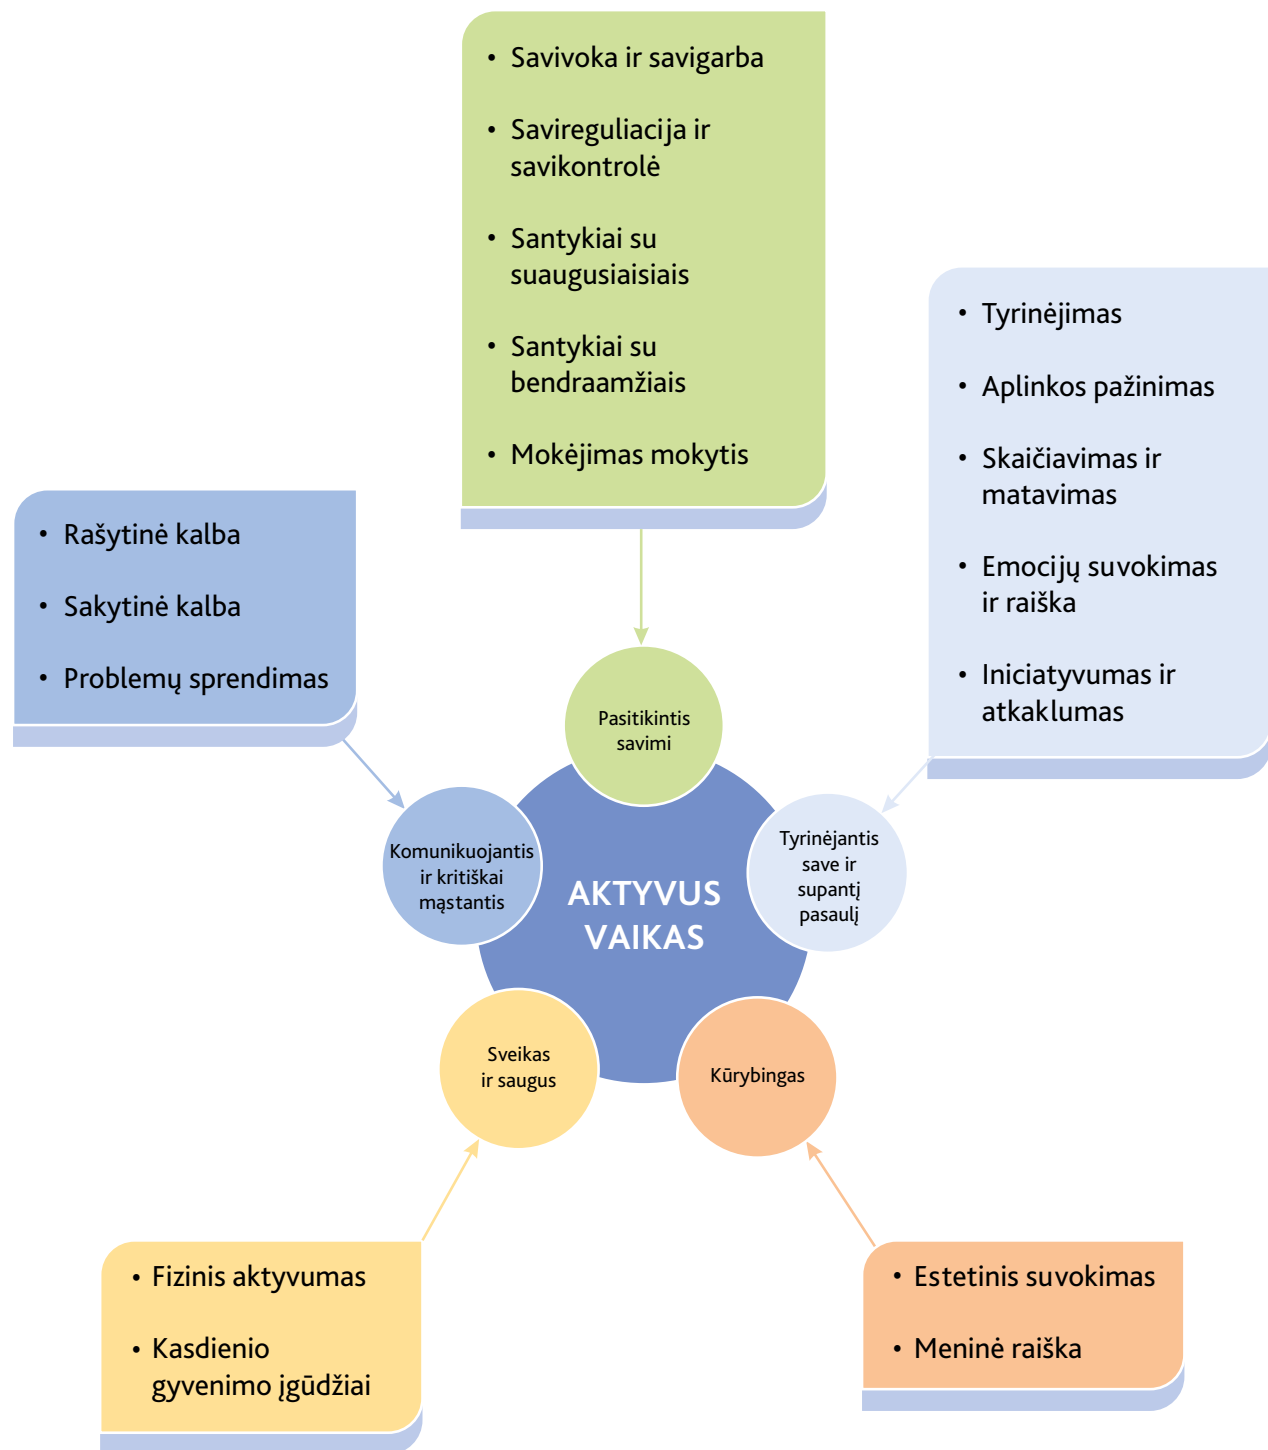 • Savivoka ir savigarba
• Savireguliacija ir
savikontrolė
• Santykiai su
suaugusiaisiais
• Santykiai su
bendraamžiais
• Mokėjimas mokytis
• Tyrinėjimas
• Aplinkos pažinimas
• Skaičiavimas ir
matavimas
• Emocijų suvokimas
ir raiška
• Iniciatyvumas ir
atkaklumas
• Rašytinė kalba
• Sakytinė kalba
• Problemų sprendimas
Pasitikintis
savimi
Komunikuojantis
ir kritiškai
mąstantis
AKTYVUS
VAIKAS
Tyrinėjantis
save ir
supantį
pasaulį
Sveikas
ir saugus
Kūrybingas
• Fizinis aktyvumas
• Kasdienio
gyvenimo įgūdžiai
• Estetinis suvokimas
• Meninė raiška